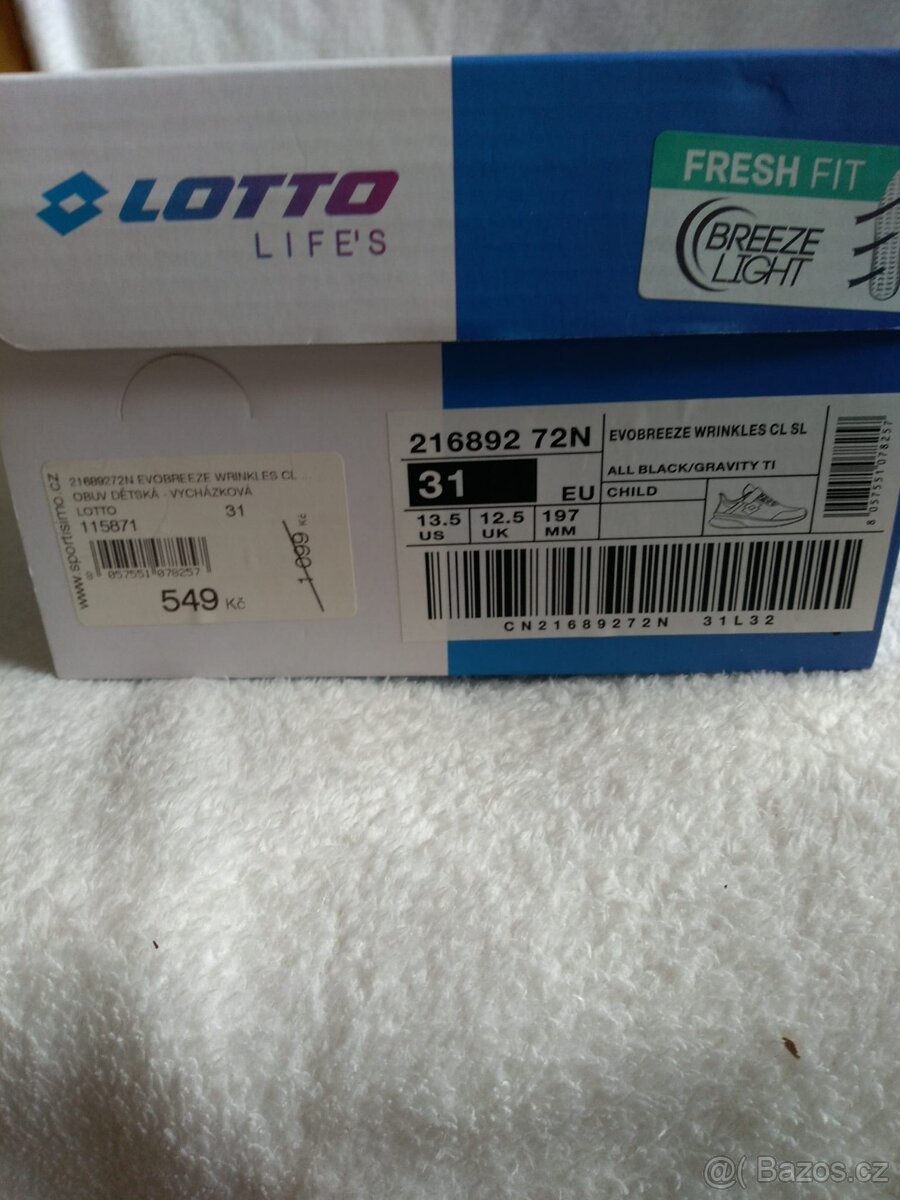 LOTTO
LIFE'S
FRESH FIT
BREEZE
LIGHT
www.sportisimo.cz
21689272N EVOBREEZE WRINKLES CL ...
OBUV DĚTSKÁ - VYCHÁZKOVÁ
LOTTO 31
115871
8 057551 078257
549 Kč
1 099 Kč
216892 72N
31 EU
13.5 US
12.5 UK
197 MM
EVOBREEZE WRINKLES CL SL
ALL BLACK/GRAVITY TI
CHILD
8 057551 078257
CN21689272N 31L32
@( Bazos.cz